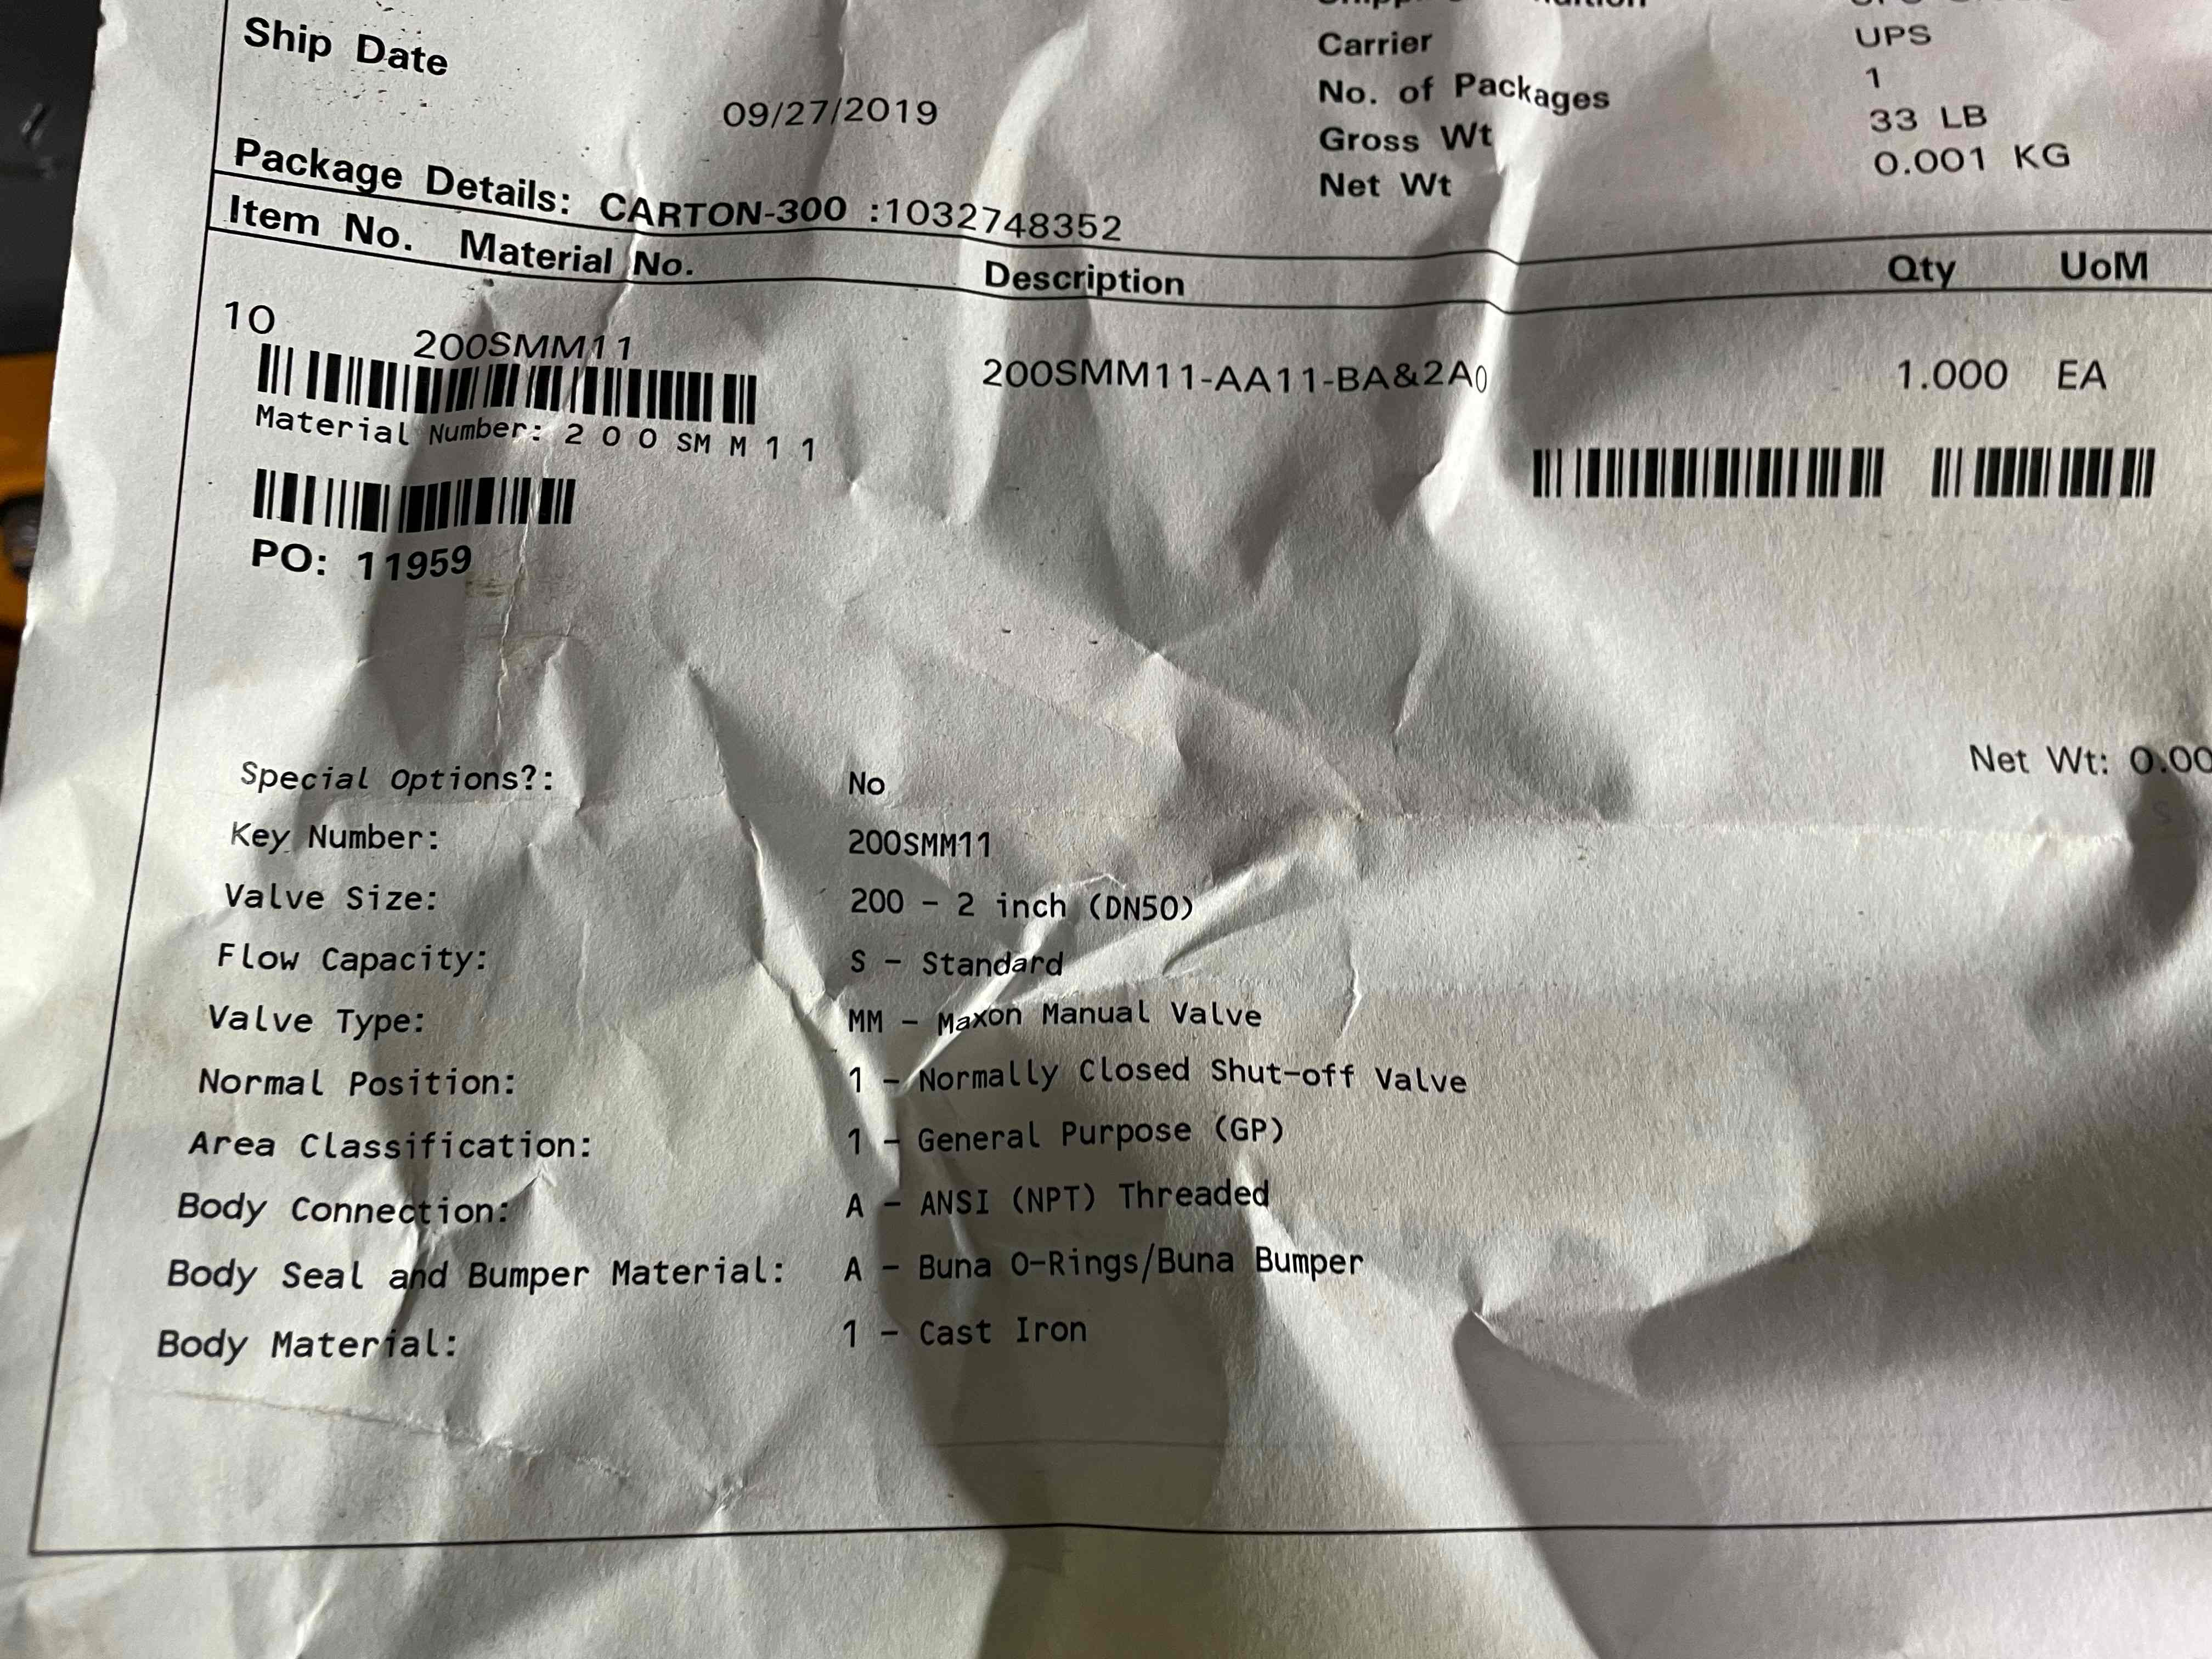 Ship Date
09/27/2019
Carrier UPS
No. of Packages 1
Gross Wt 33 LB
Net Wt 0.001 KG
Package Details: CARTON-300 :1032748352
Item No. Material No. Description Qty UoM
10 200SMM11 200SMM11-AA11-BA&2A0 1.000 EA
Material Number: 2 0 0 SM M 1 1
PO: 11959
Net Wt: 0.00
Special Options?: No
Key Number: 200SMM11
Valve Size: 200 - 2 inch (DN50)
Flow Capacity: S - Standard
Valve Type: MM - Maxon Manual Valve
Normal Position: 1 - Normally Closed Shut-off Valve
Area Classification: 1 - General Purpose (GP)
Body Connection: A - ANSI (NPT) Threaded
Body Seal and Bumper Material: A - Buna O-Rings/Buna Bumper
Body Material: 1 - Cast Iron